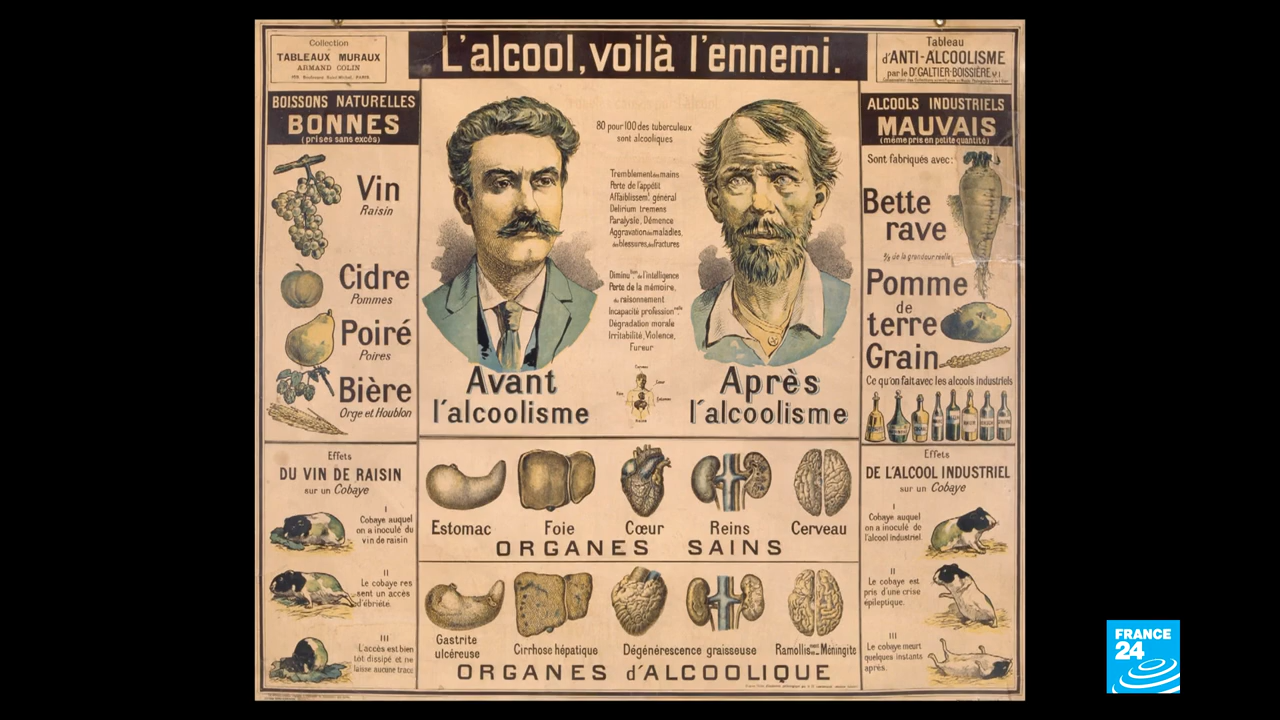 Collection
TABLEAUX MURAUX
ARMAND COLIN
L'alcool, voilà l'ennemi.
Tableau
d'ANTI-ALCOOLISME
par le Dr GALTIER-BOISSIÈRE
BOISSONS NATURELLES
BONNES
(prises sans excès)
Vin
Raisin
Cidre
Pommes
Poiré
Poires
Bière
Orge et Houblon
80 pour 100 des tuberculeux
sont alcooliques
Tremblement des mains
Perte de l'appétit
Affaiblissemt. général
Delirium tremens
Paralysie, Démence
Aggravation des maladies,
des blessures, des fractures
Diminution de l'intelligence
Perte de la mémoire,
du raisonnement
Incapacité professionnelle
Dégradation morale
Irritabilité, Violence,
Fureur
Avant
l'alcoolisme
Après
l'alcoolisme
ALCOOLS INDUSTRIELS
MAUVAIS
(même pris en petite quantité)
Sont fabriqués avec:
Bette
rave
de la grandeur réelle
Pomme
de
terre
Grain
Ce qu'on fait avec les alcools industriels
Effets
DU VIN DE RAISIN
sur un Cobaye
I
Cobaye auquel
on a inoculé du
vin de raisin
II
Le cobaye res
sent un accès
d'ébriété.
III
L'accès est bien
tôt dissipé et ne
laisse aucune trace
Estomac
Foie
Cœur
Reins
Cerveau
ORGANES SAINS
Gastrite
ulcéreuse
Cirrhose hépatique
Dégénérescence graisseuse
Méningite
ORGANES d'ALCOOLIQUE
Effets
DE L'ALCOOL INDUSTRIEL
sur un Cobaye
I
Cobaye auquel
on a inoculé de
l'alcool industriel
II
Le cobaye est
pris d'une crise
épileptique.
III
Le cobaye meurt
quelques instants
après.
FRANCE
24